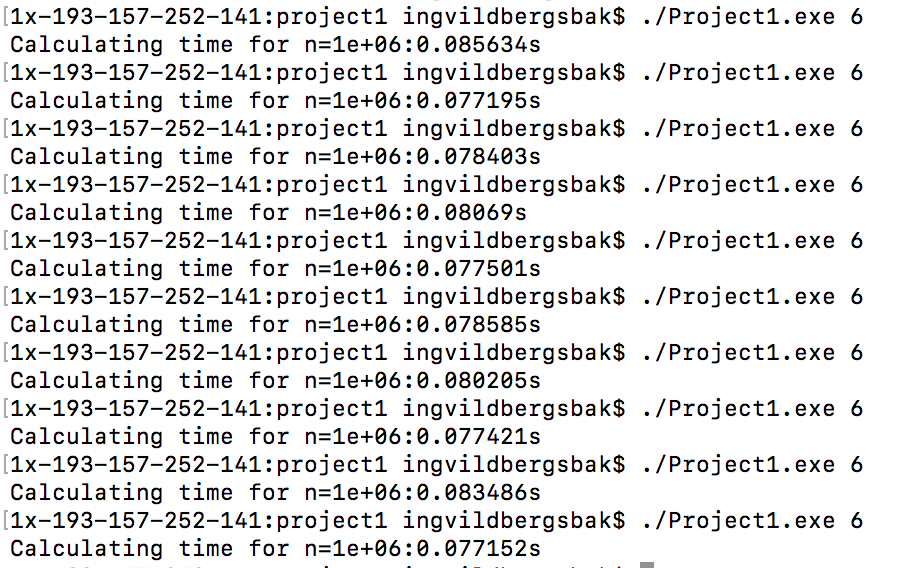 [1x-193-157-252-141:project1 ingvildbergsbak$ ./Project1.exe 6
Calculating time for n=1e+06:0.085634s
[1x-193-157-252-141:project1 ingvildbergsbak$ ./Project1.exe 6
Calculating time for n=1e+06:0.077195s
[1x-193-157-252-141:project1 ingvildbergsbak$ ./Project1.exe 6
Calculating time for n=1e+06:0.078403s
[1x-193-157-252-141:project1 ingvildbergsbak$ ./Project1.exe 6
Calculating time for n=1e+06:0.08069s
[1x-193-157-252-141:project1 ingvildbergsbak$ ./Project1.exe 6
Calculating time for n=1e+06:0.077501s
[1x-193-157-252-141:project1 ingvildbergsbak$ ./Project1.exe 6
Calculating time for n=1e+06:0.078585s
[1x-193-157-252-141:project1 ingvildbergsbak$ ./Project1.exe 6
Calculating time for n=1e+06:0.080205s
[1x-193-157-252-141:project1 ingvildbergsbak$ ./Project1.exe 6
Calculating time for n=1e+06:0.077421s
[1x-193-157-252-141:project1 ingvildbergsbak$ ./Project1.exe 6
Calculating time for n=1e+06:0.083486s
[1x-193-157-252-141:project1 ingvildbergsbak$ ./Project1.exe 6
Calculating time for n=1e+06:0.077152s